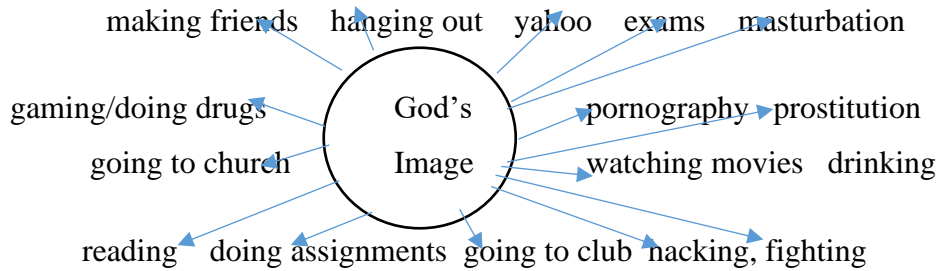 making friends hanging out yahoo exams masturbation
gaming/doing drugs God's pornography prostitution
going to church Image watching movies drinking
reading doing assignments going to club hacking, fighting